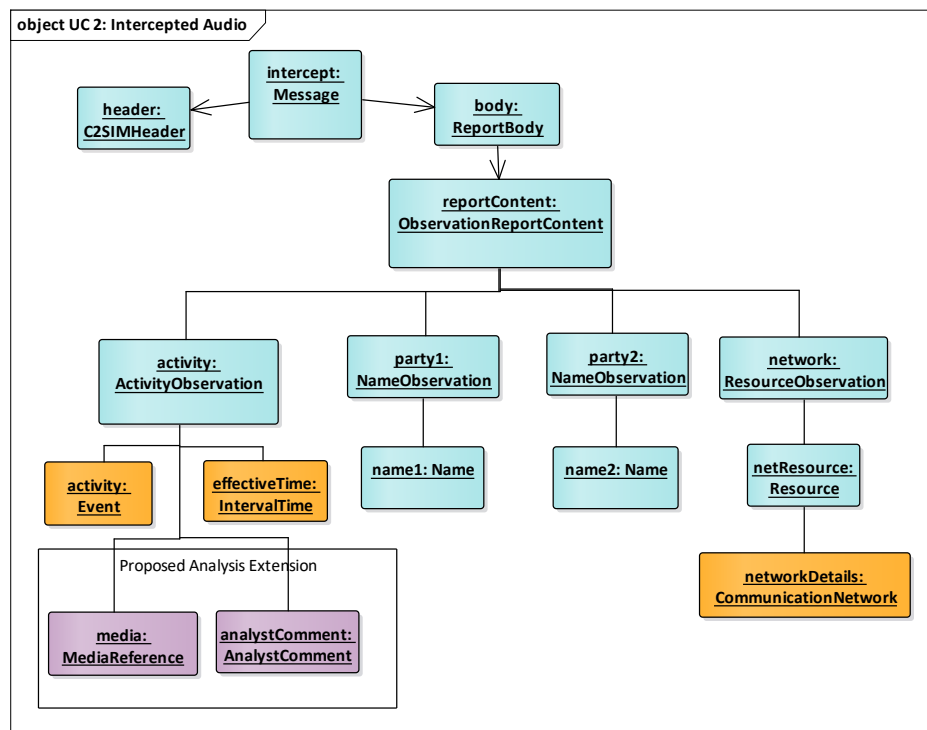 object UC 2: Intercepted Audio
intercept:
Message
header:
C2SIMHeader
body:
ReportBody
reportContent:
ObservationReportContent
activity:
ActivityObservation
party1:
NameObservation
party2:
NameObservation
network:
ResourceObservation
activity:
Event
effectiveTime:
IntervalTime
name1: Name
name2: Name
netResource:
Resource
Proposed Analysis Extension
media:
MediaReference
analystComment:
AnalystComment
networkDetails:
CommunicationNetwork